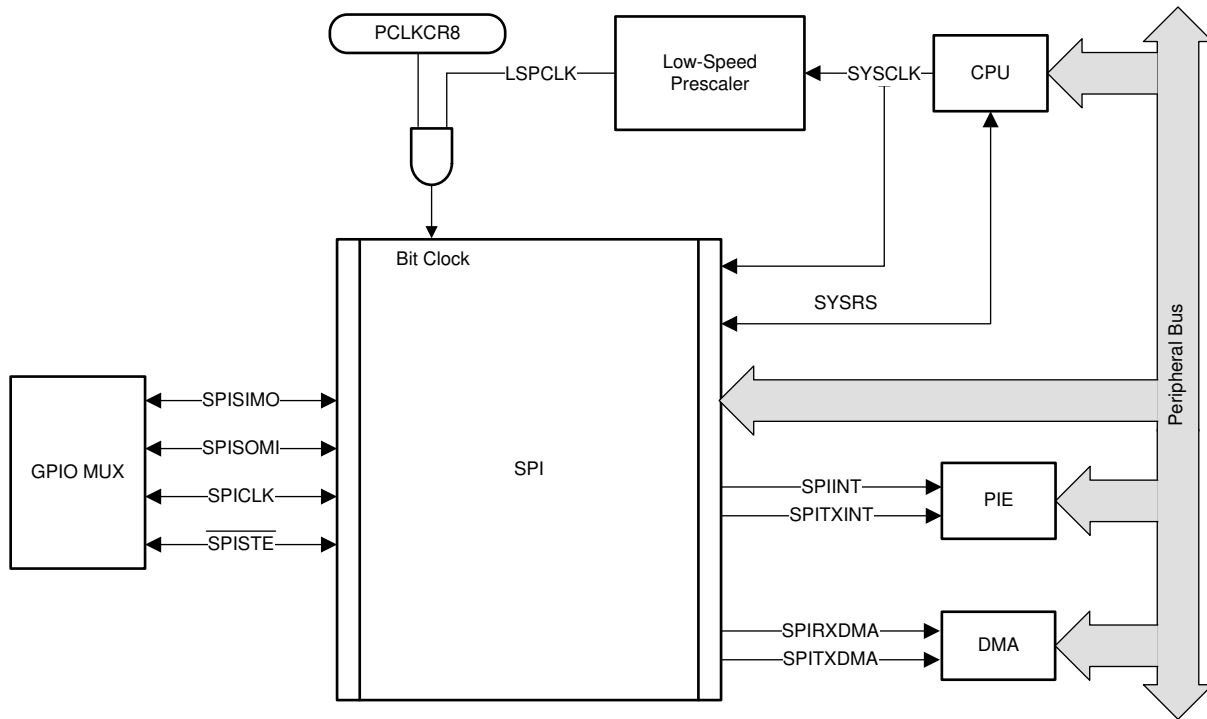 PCLKCR8
LSPCLK
Low-Speed
Prescaler
SYSCLK
CPU
Bit Clock
SYSRS
Peripheral Bus
GPIO MUX
SPISIMO
SPISOMI
SPICLK
SPISTE
SPI
SPIINT
SPITXINT
PIE
SPIRXDMA
SPITXDMA
DMA